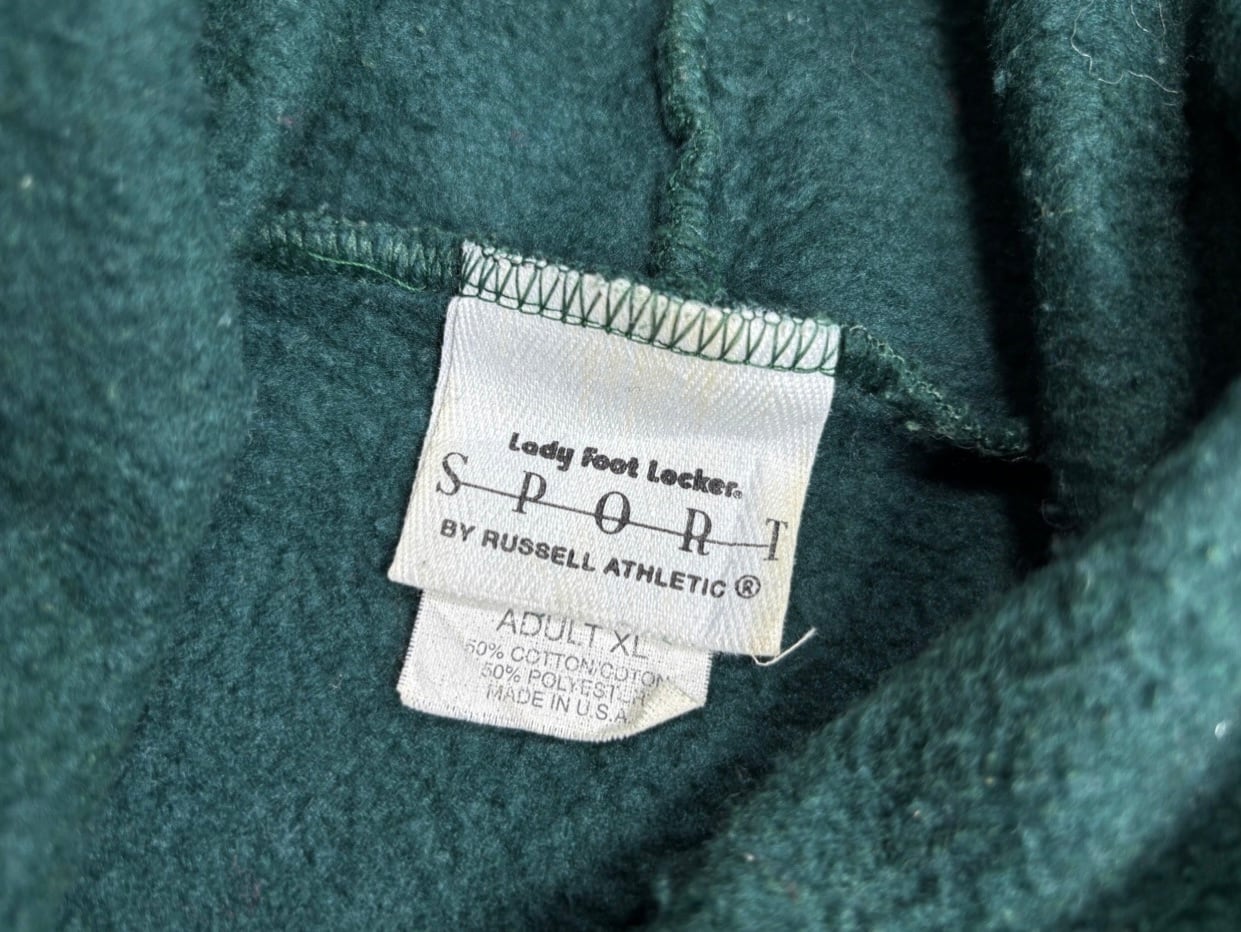 Lady Foot Locker®
SPORT
BY RUSSELL ATHLETIC ®
ADULT XL
50% COTTON/COTON
50% POLYESTER
MADE IN U.S.A.